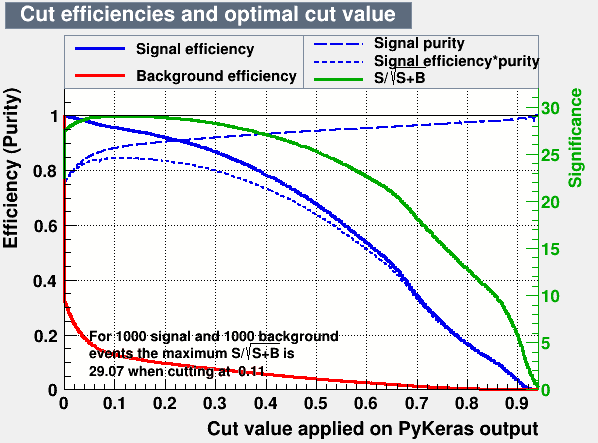 Cut efficiencies and optimal cut value
Signal efficiency
Background efficiency
Signal purity
Signal efficiency*purity
S/√S+B
Efficiency (Purity)
1
0.8
0.6
0.4
0.2
0
30
25
20
15
10
5
0
Significance
For 1000 signal and 1000 background
events the maximum S/√S+B is
29.07 when cutting at 0.11
0 0.1 0.2 0.3 0.4 0.5 0.6 0.7 0.8 0.9
Cut value applied on PyKeras output